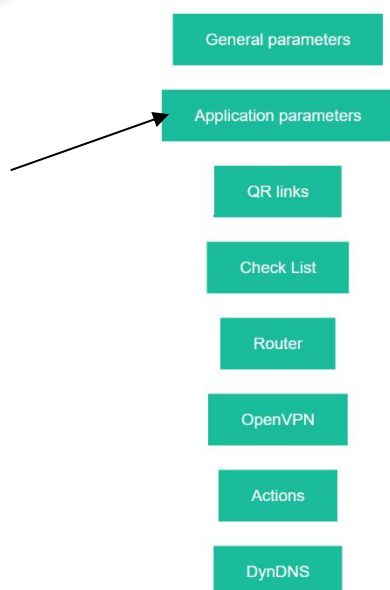 General parameters
Application parameters
QR links
Check List
Router
OpenVPN
Actions
DynDNS